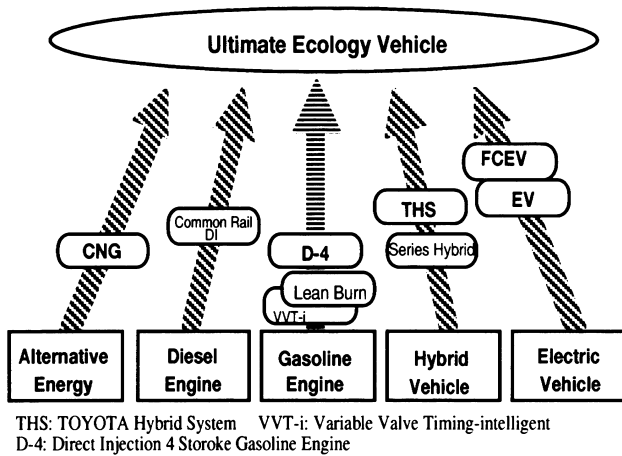 Ultimate Ecology Vehicle
FCEV
EV
THS
Series Hybrid
Common Rail
DI
CNG
D-4
Lean Burn
VVT-i
Alternative
Energy
Diesel
Engine
Gasoline
Engine
Hybrid
Vehicle
Electric
Vehicle
THS: TOYOTA Hybrid System VVT-i: Variable Valve Timing-intelligent
D-4: Direct Injection 4 Storoke Gasoline Engine